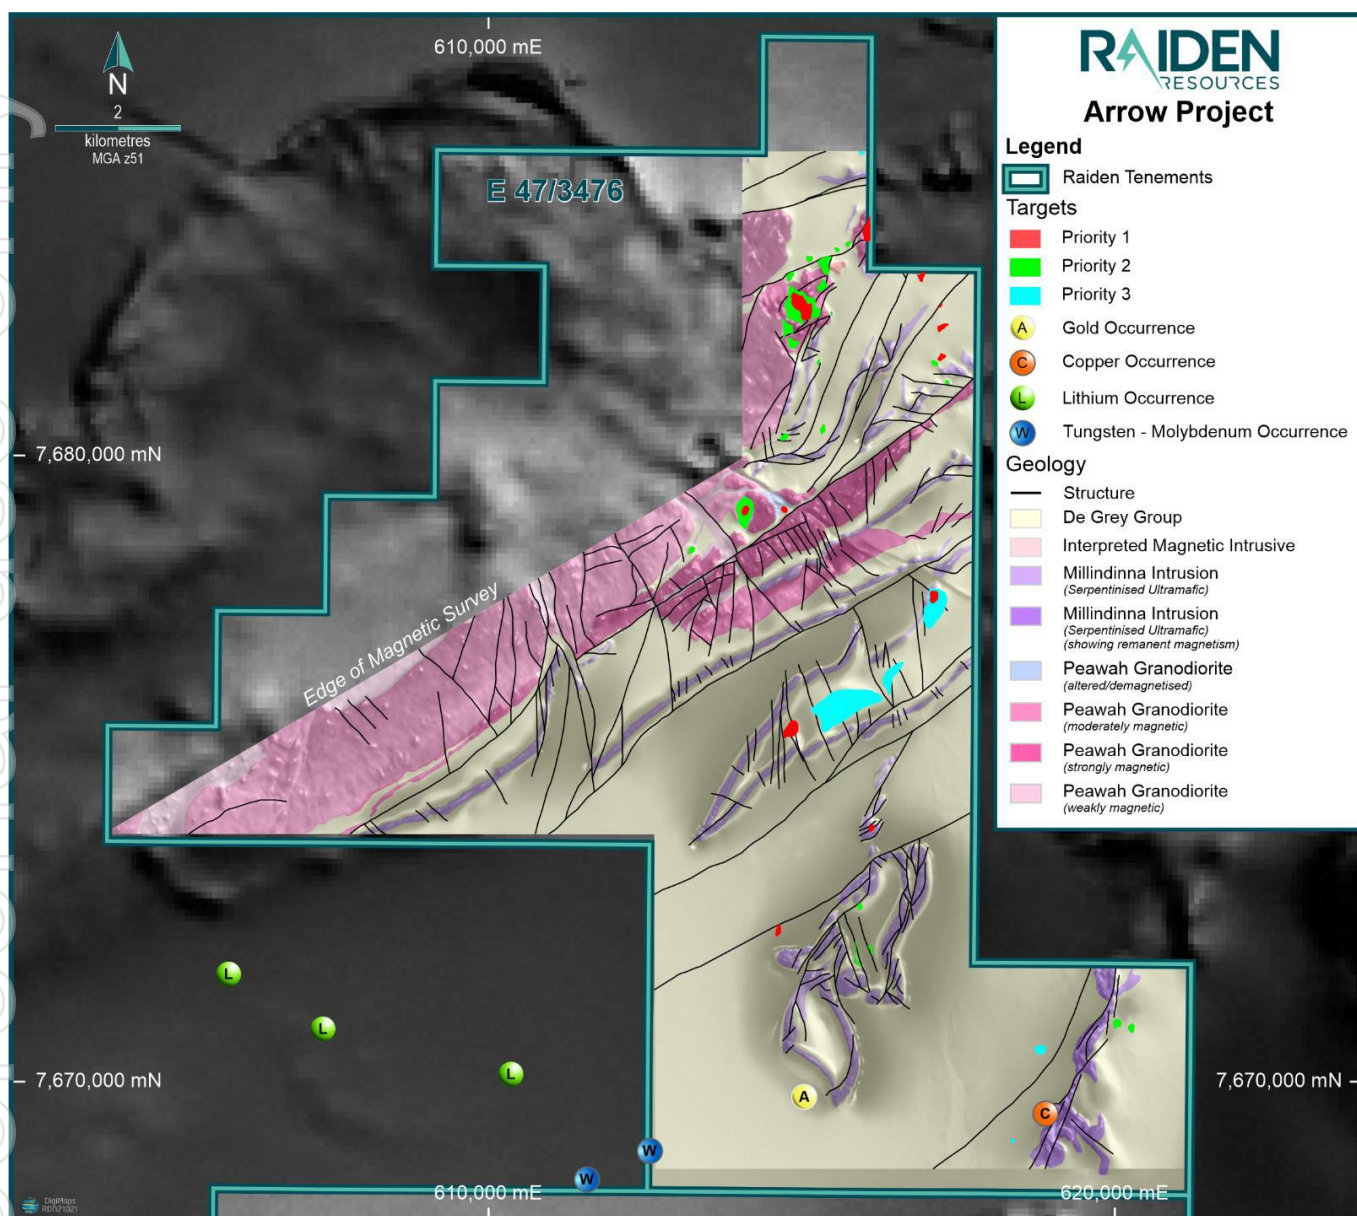 610,000 mE
N
2
kilometres
MGA z51
E 47/3476
7,680,000 mN
Edge of Magnetic Survey
7,670,000 mN
7,670,000 mN
L
L
L
A
C
W
W
610,000 mE
620,000 mE
DigiMaps
RDN21021
RAIDEN
RESOURCES
Arrow Project
Legend
Raiden Tenements
Targets
Priority 1
Priority 2
Priority 3
A Gold Occurrence
C Copper Occurrence
L Lithium Occurrence
W Tungsten - Molybdenum Occurrence
Geology
Structure
De Grey Group
Interpreted Magnetic Intrusive
Millindinna Intrusion
(Serpentinised Ultramafic)
Millindinna Intrusion
(Serpentinised Ultramafic)
(showing remanent magnetism)
Peawah Granodiorite
(altered/demagnetised)
Peawah Granodiorite
(moderately magnetic)
Peawah Granodiorite
(strongly magnetic)
Peawah Granodiorite
(weakly magnetic)